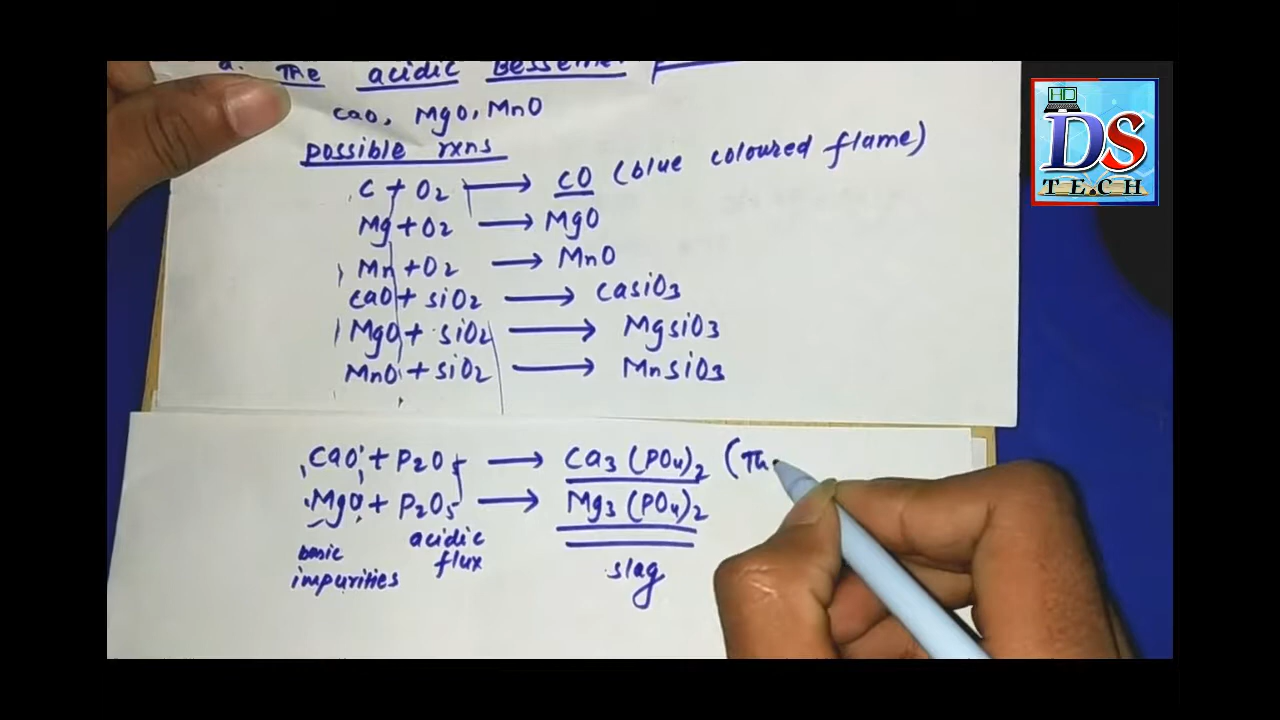 a. The acidic Bessemer
CaO, MgO, MnO
possible rxns
C + O2 → CO (blue coloured flame)
Mg + O2 → MgO
Mn + O2 → MnO
CaO + SiO2 → CaSiO3
MgO + SiO2 → MgSiO3
MnO + SiO2 → MnSiO3
CaO + P2O5 → Ca3(PO4)2 (Th
MgO + P2O5 → Mg3(PO4)2
basic impurities
acidic flux
slag
HD
DS
TECH